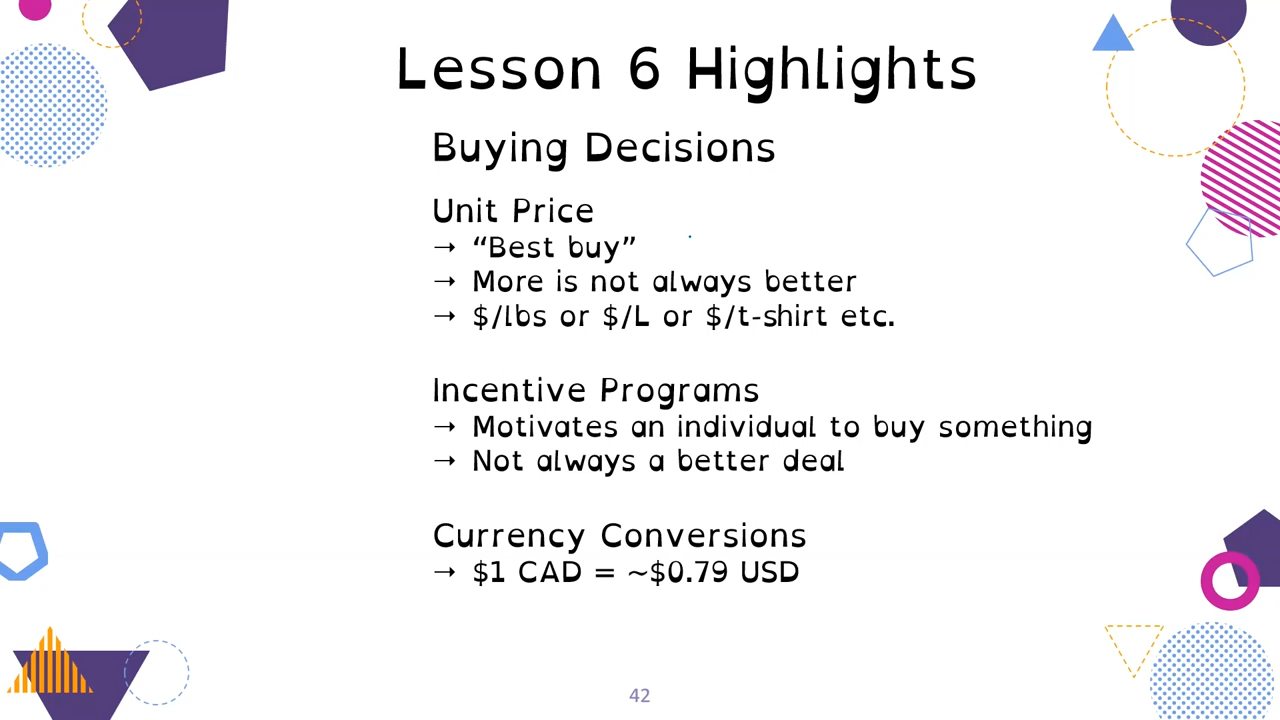 Lesson 6 Highlights
Buying Decisions
Unit Price
→ “Best buy”
→ More is not always better
→ $/lbs or $/L or $/t-shirt etc.
Incentive Programs
→ Motivates an individual to buy something
→ Not always a better deal
Currency Conversions
→ $1 CAD = ~$0.79 USD
42